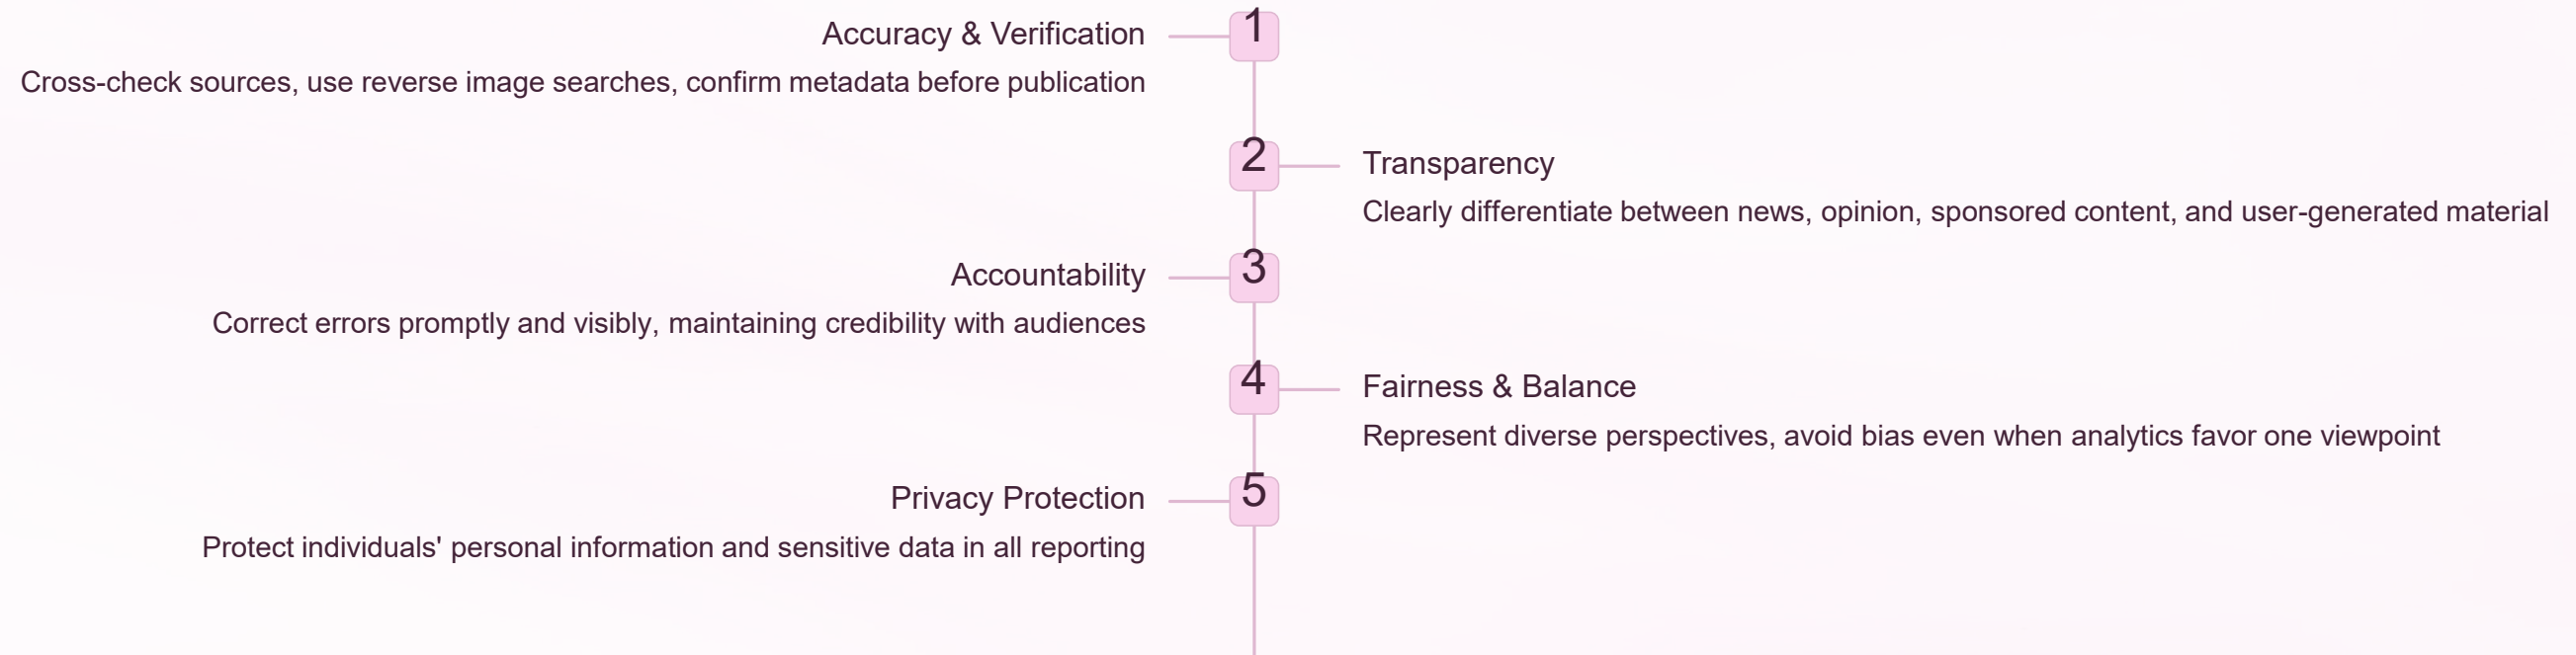 1
Accuracy & Verification
Cross-check sources, use reverse image searches, confirm metadata before publication
2
Transparency
Clearly differentiate between news, opinion, sponsored content, and user-generated material
3
Accountability
Correct errors promptly and visibly, maintaining credibility with audiences
4
Fairness & Balance
Represent diverse perspectives, avoid bias even when analytics favor one viewpoint
5
Privacy Protection
Protect individuals' personal information and sensitive data in all reporting